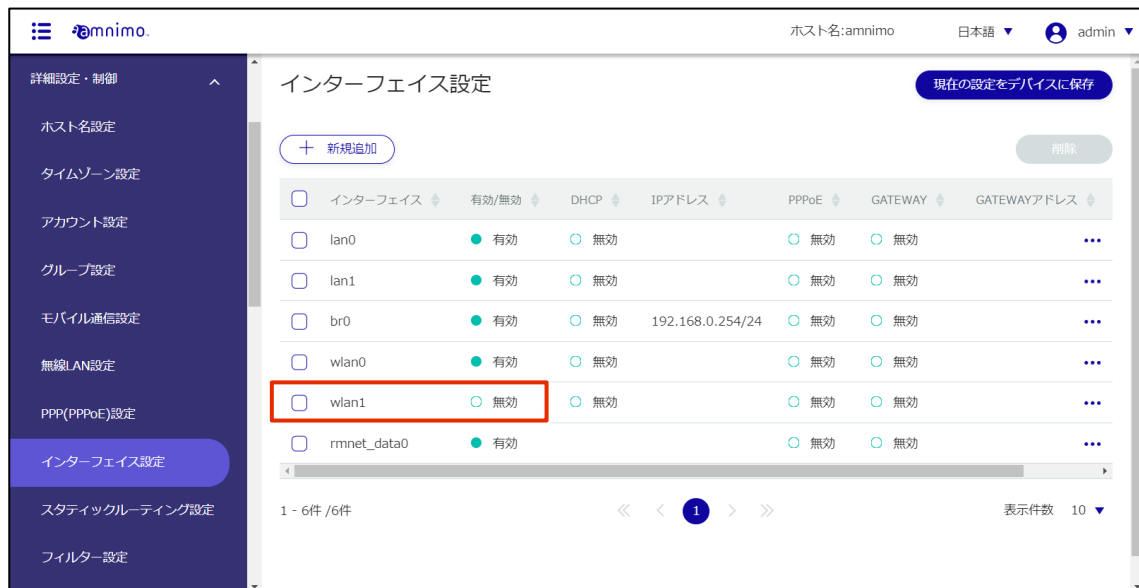 amnimo.
ホスト名:amnimo
日本語
admin
詳細設定・制御
ホスト名設定
タイムゾーン設定
アカウント設定
グループ設定
モバイル通信設定
無線LAN設定
PPP(PPPoE)設定
インターフェイス設定
スタティックルーティング設定
フィルター設定
インターフェイス設定
現在の設定をデバイスに保存
新規追加
削除
インターフェイス 有効/無効 DHCP IPアドレス PPPoE GATEWAY GATEWAYアドレス
lan0 有効 無効 無効 無効
lan1 有効 無効 無効 無効
br0 有効 無効 192.168.0.254/24 無効 無効
wlan0 有効 無効 無効 無効
wlan1 無効 無効 無効 無効
rmnet_data0 有効 無効 無効
1 - 6件 /6件
1
表示件数 10